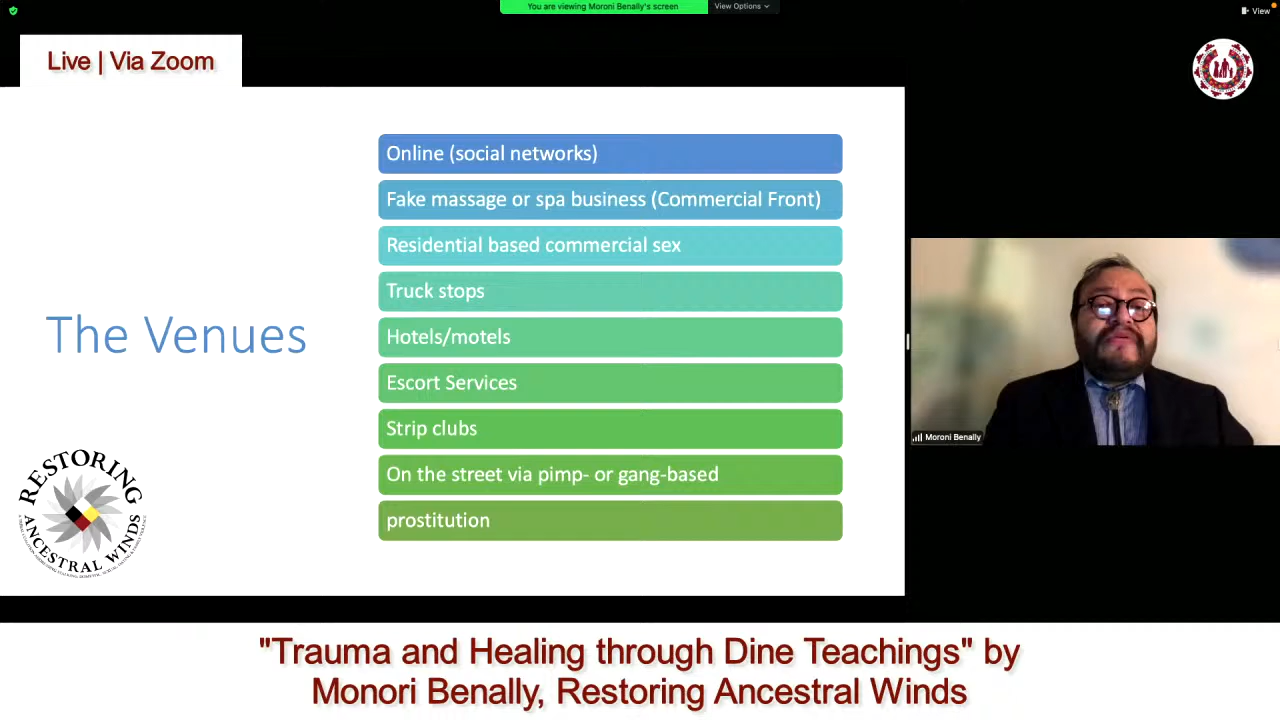 You are viewing Moroni Benally's screen
View Options
View
Live | Via Zoom
Online (social networks)
Fake massage or spa business (Commercial Front)
Residential based commercial sex
Truck stops
The Venues
Hotels/motels
Escort Services
Strip clubs
On the street via pimp- or gang-based
prostitution
Moroni Benally
RESTORING
ANCESTRAL WINDS
"Trauma and Healing through Dine Teachings" by
Monori Benally, Restoring Ancestral Winds